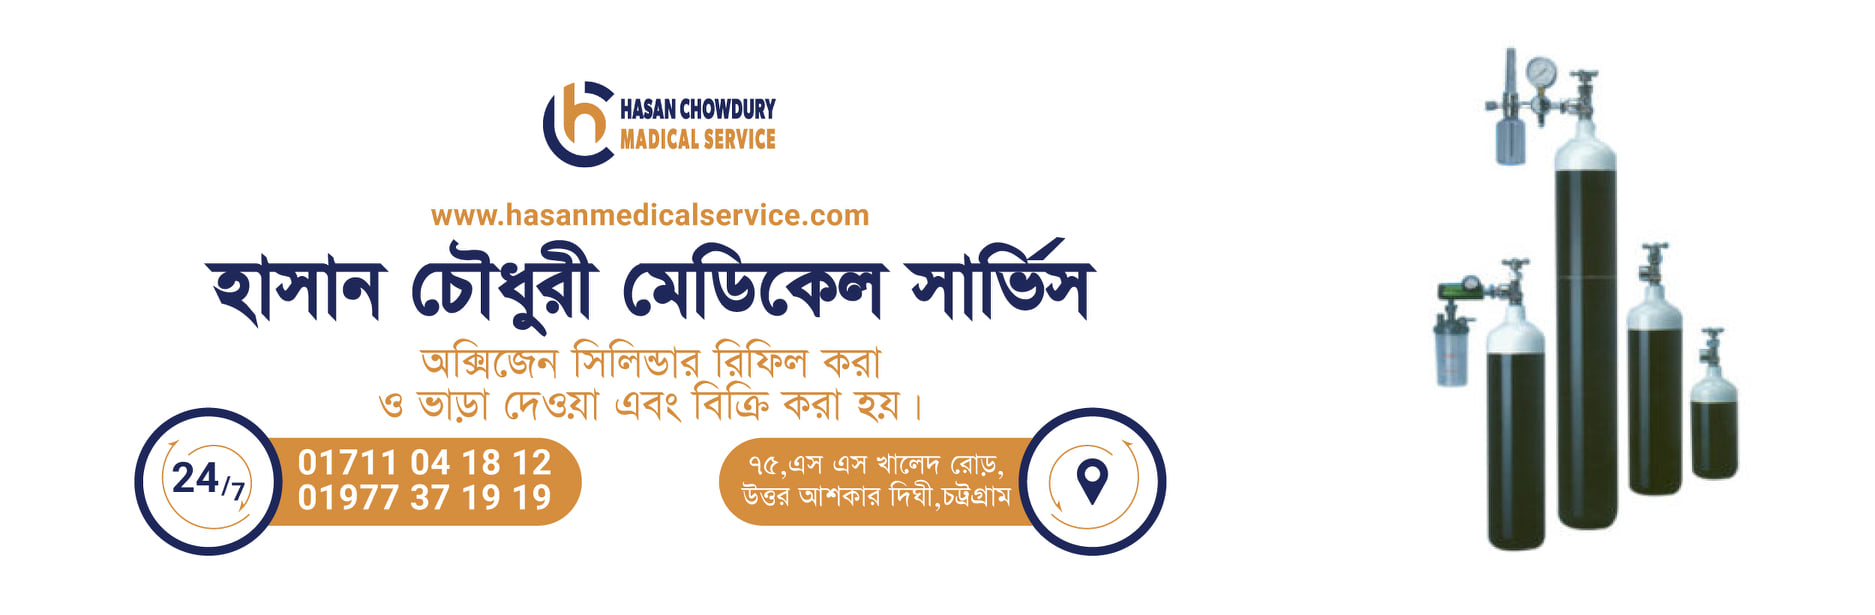 HASAN CHOWDURY
MADICAL SERVICE
www.hasanmedicalservice.com
হাসান চৌধুরী মেডিকেল সার্ভিস
অক্সিজেন সিলিন্ডার রিফিল করা
ও ভাড়া দেওয়া এবং বিক্রি করা হয়।
24/7
01711 04 18 12
01977 37 19 19
৭৫,এস এস খালেদ রোড়,
উত্তর আশকার দিঘী,চট্রগ্রাম